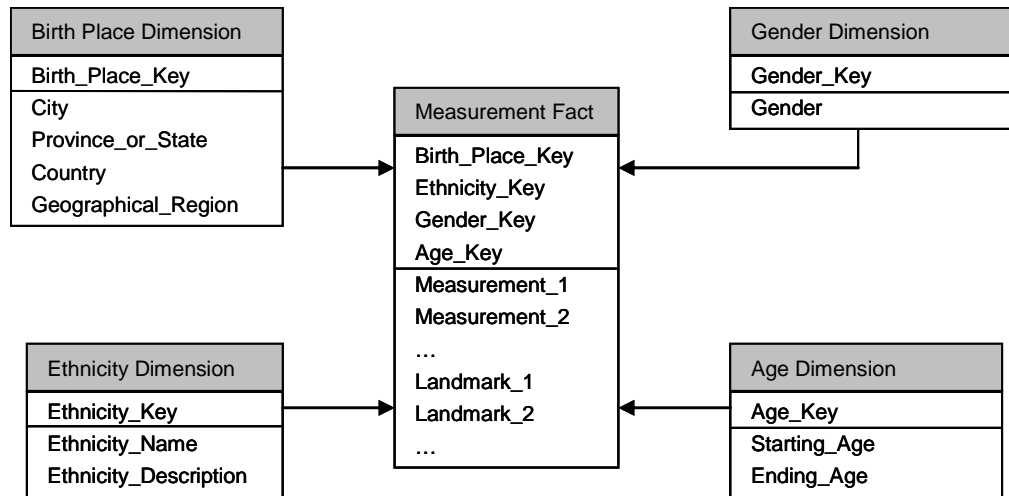 Birth Place Dimension
Birth_Place_Key
City
Province_or_State
Country
Geographical_Region
Gender Dimension
Gender_Key
Gender
Measurement Fact
Birth_Place_Key
Ethnicity_Key
Gender_Key
Age_Key
Measurement_1
Measurement_2
…
Landmark_1
Landmark_2
…
Ethnicity Dimension
Ethnicity_Key
Ethnicity_Name
Ethnicity_Description
Age Dimension
Age_Key
Starting_Age
Ending_Age